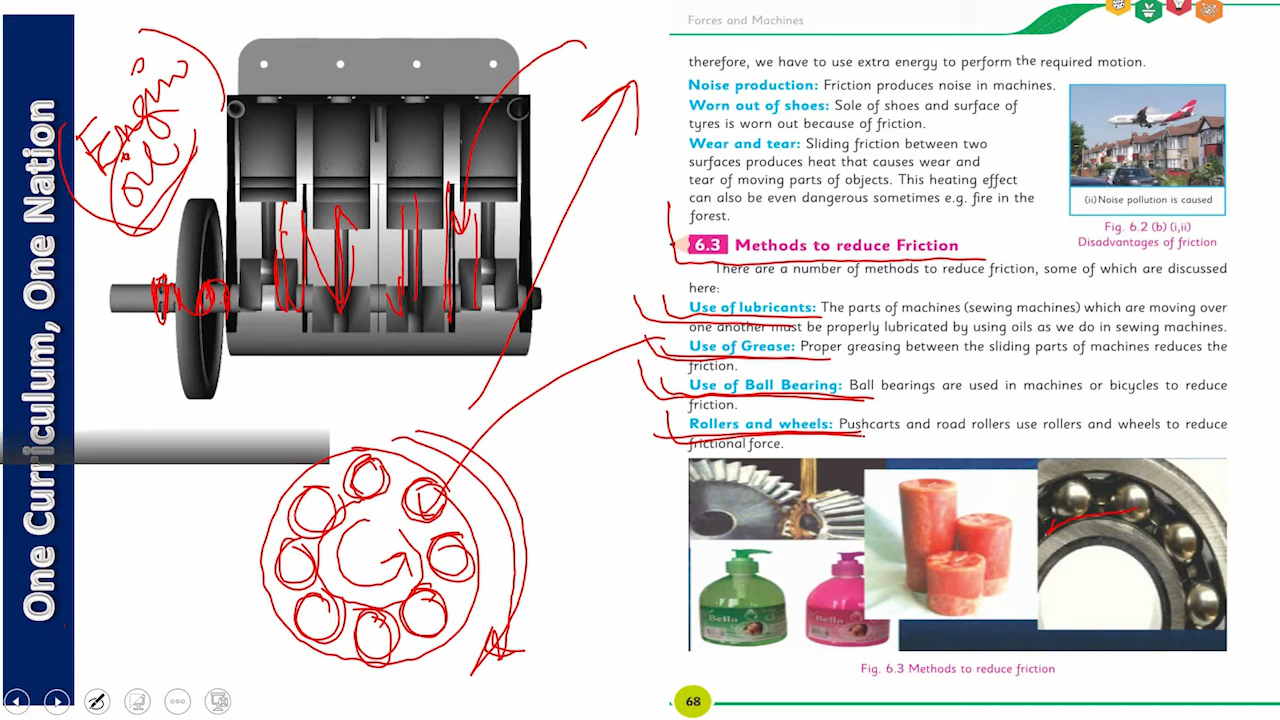 One Curriculum, One Nation
Engin
oil
Forces and Machines
therefore, we have to use extra energy to perform the required motion.
Noise production: Friction produces noise in machines.
Worn out of shoes: Sole of shoes and surface of
tyres is worn out because of friction.
Wear and tear: Sliding friction between two
surfaces produces heat that causes wear and
tear of moving parts of objects. This heating effect
can also be even dangerous sometimes e.g. fire in the
forest.
(ii) Noise pollution is caused
Fig. 6.2 (b) (i,ii)
Disadvantages of friction
6.3 Methods to reduce Friction
There are a number of methods to reduce friction, some of which are discussed
here:
Use of lubricants: The parts of machines (sewing machines) which are moving over
one another must be properly lubricated by using oils as we do in sewing machines.
Use of Grease: Proper greasing between the sliding parts of machines reduces the
friction.
Use of Ball Bearing: Ball bearings are used in machines or bicycles to reduce
friction.
Rollers and wheels: Pushcarts and road rollers use rollers and wheels to reduce
frictional force.
Bella
Bella
Fig. 6.3 Methods to reduce friction
68